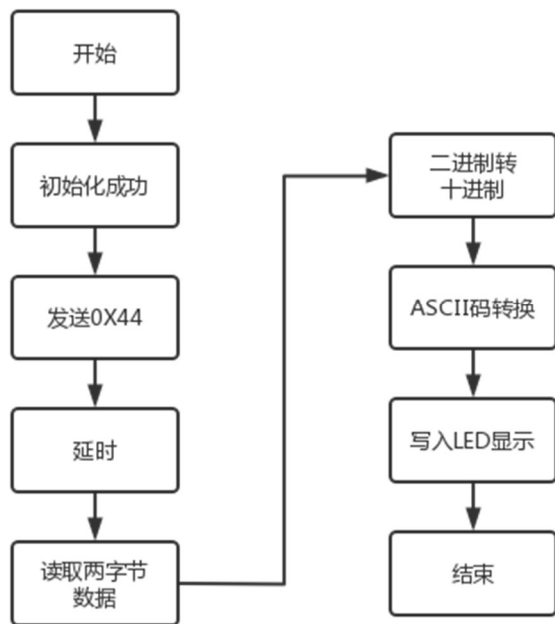 开始
初始化成功
发送0X44
延时
读取两字节
数据
二进制转
十进制
ASCII码转换
写入LED显示
结束